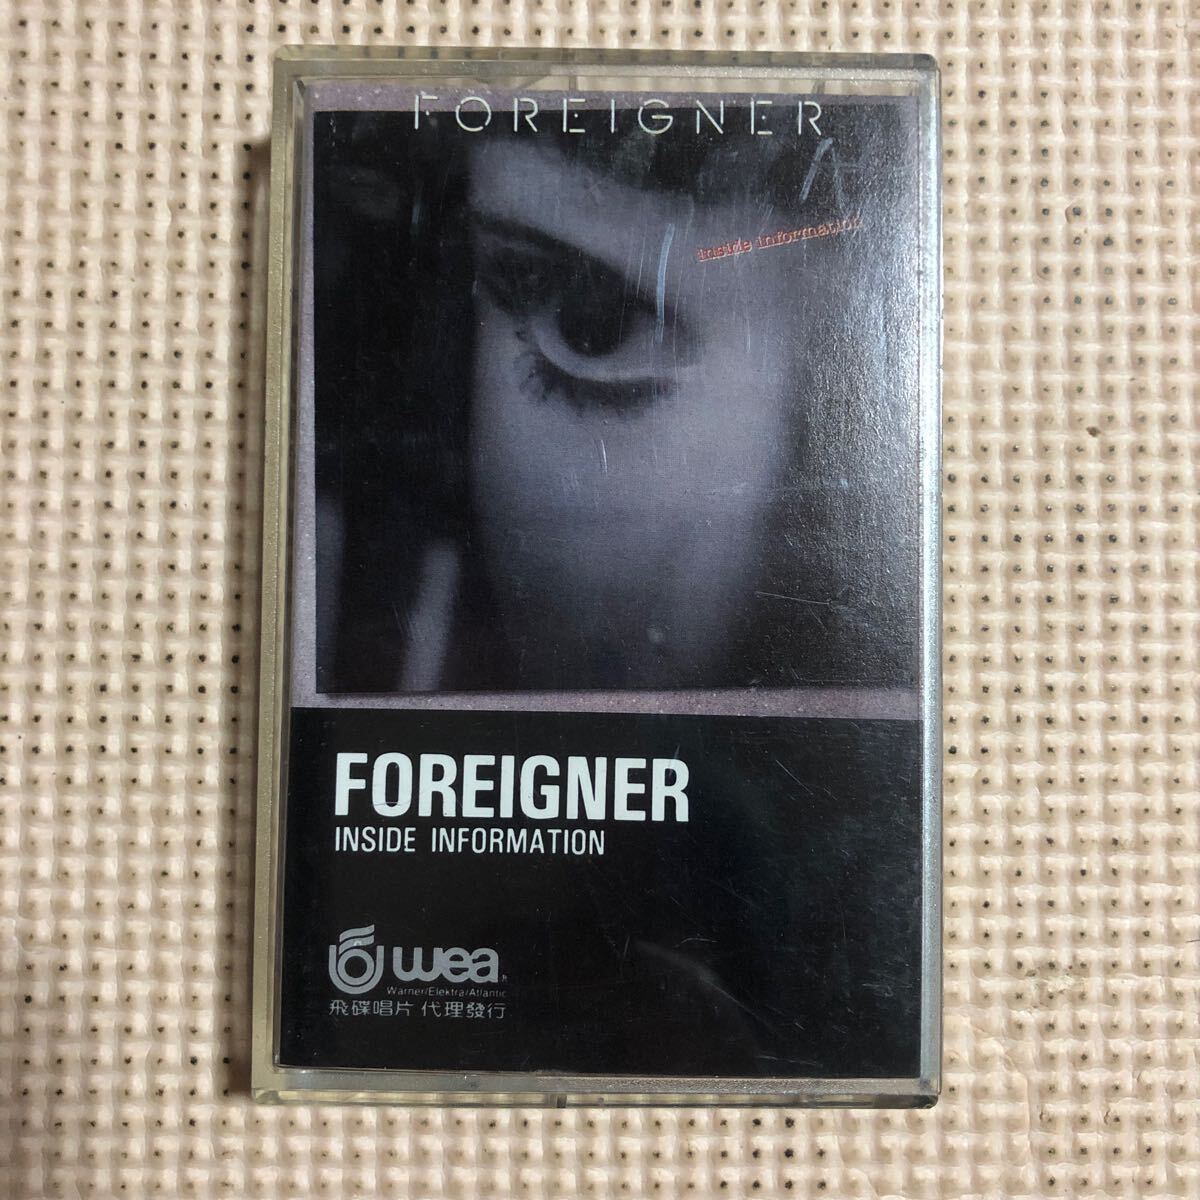 FOREIGNER
inside information
FOREIGNER
INSIDE INFORMATION
wea
Warner/Elektra/Atlantic
飛碟唱片 代理發行